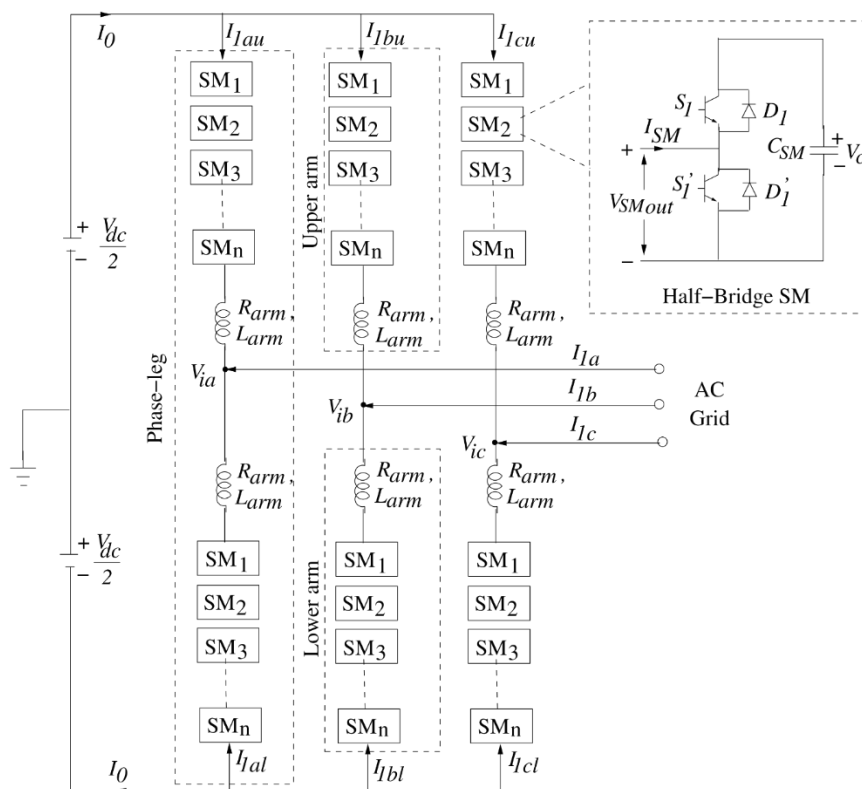 I0
I1au
I1bu
I1cu
SM1
SM1
SM1
SM2
SM2
SM2
SM3
SM3
SM3
SMn
SMn
SMn
Upper arm
S1
D1
ISM
+
CSM
+
−
Vc
S1'
D1'
VSMout
−
Half−Bridge SM
+
−
Vdc
2
Rarm,
Larm
Rarm,
Larm
Rarm,
Larm
Phase−leg
Via
I1a
Vib
I1b
AC
Grid
Vic
I1c
Rarm,
Larm
Rarm,
Larm
Rarm,
Larm
+
−
Vdc
2
Lower arm
SM1
SM1
SM1
SM2
SM2
SM2
SM3
SM3
SM3
SMn
SMn
SMn
I0
I1al
I1bl
I1cl